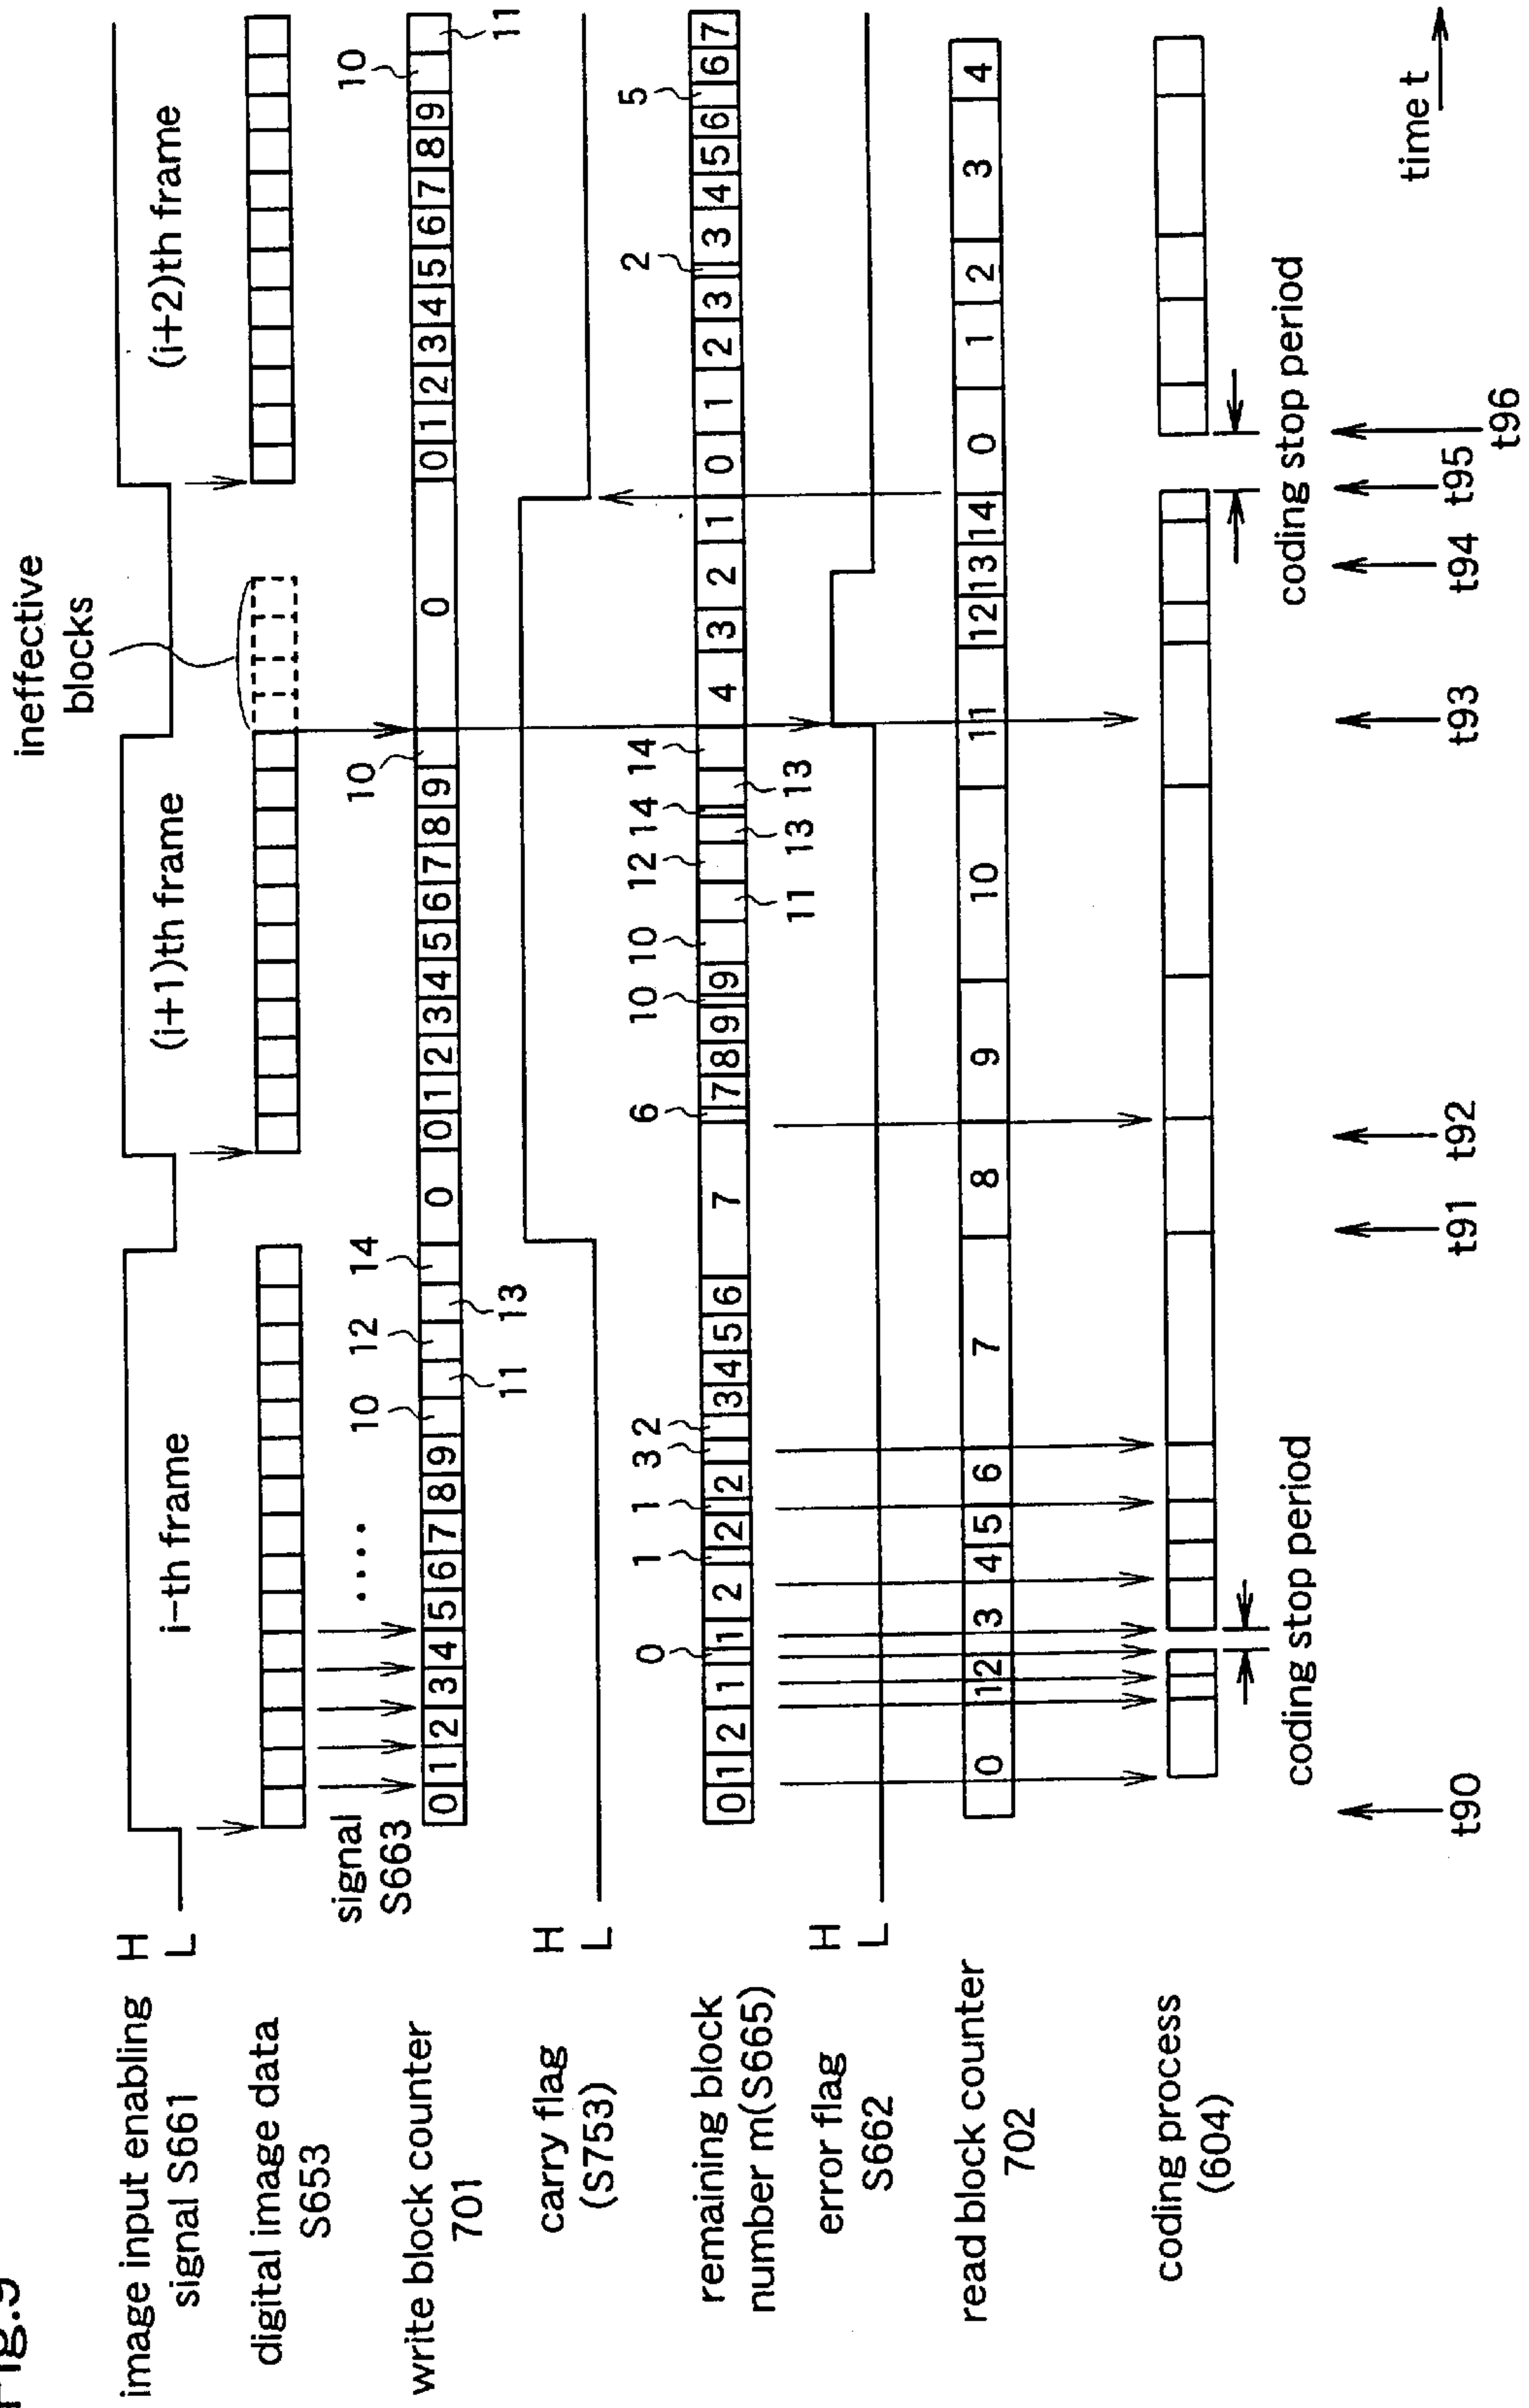 Fig.9
ineffective
blocks
image input enabling
signal S661
H
L
i-th frame
(i+1)th frame
(i+2)th frame
digital image data
S653
signal
S663
....
10 12 14 10 10
write block counter
701
0 1 2 3 4 5 6 7 8 9 0 0 1 2 3 4 5 6 7 8 9 0 0 1 2 3 4 5 6 7 8 9
11 13 11
carry flag
(S753)
H
L
0 1 1 3 2 6 10 10 12 14 14 2 5
remaining block
number m(S665)
0 1 2 1 1 2 2 2 3 4 5 6 7 7 8 9 9 4 3 2 1 0 1 2 3 3 4 5 6 6 7
11 13 13
error flag
S662
H
L
read block counter
702
0 1 2 3 4 5 6 7 8 9 10 11 12 13 14 0 1 2 3 4
coding process
(604)
coding stop period
coding stop period
t90 t91 t92 t93 t94 t95 t96
time t